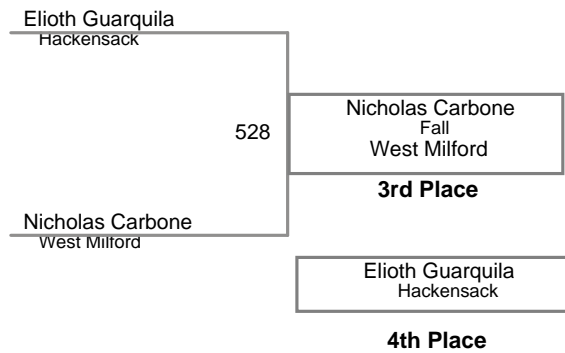 Elioth Guarquila
Hackensack
528
Nicholas Carbone
Fall
West Milford
3rd Place
Nicholas Carbone
West Milford
Elioth Guarquila
Hackensack
4th Place